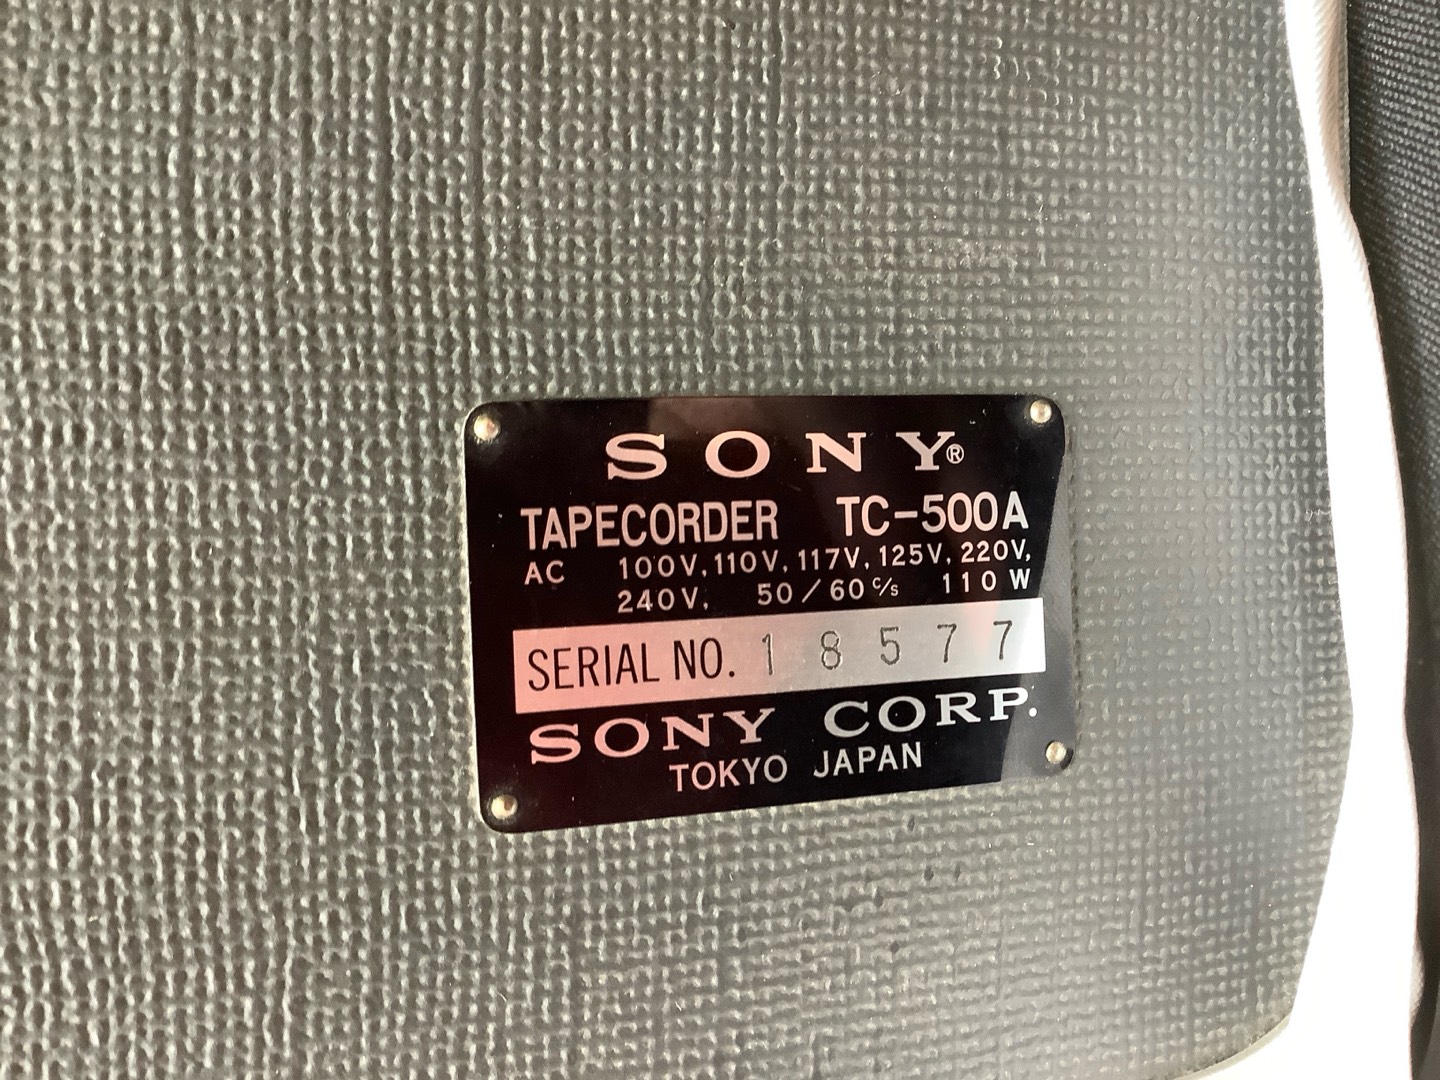 SONY®
TAPECORDER TC-500A
AC 100V, 110V, 117V, 125V, 220V,
240V, 50/60 c/s 110W
SERIAL NO. 18577
SONY CORP.
TOKYO JAPAN